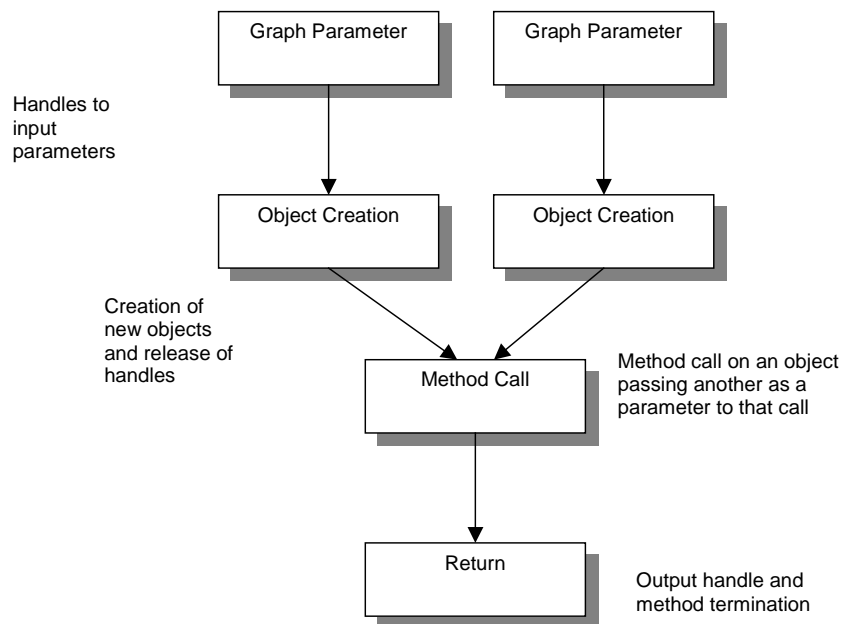 Graph Parameter
Graph Parameter
Handles to
input
parameters
Object Creation
Object Creation
Creation of
new objects
and release of
handles
Method Call
Method call on an object
passing another as a
parameter to that call
Return
Output handle and
method termination